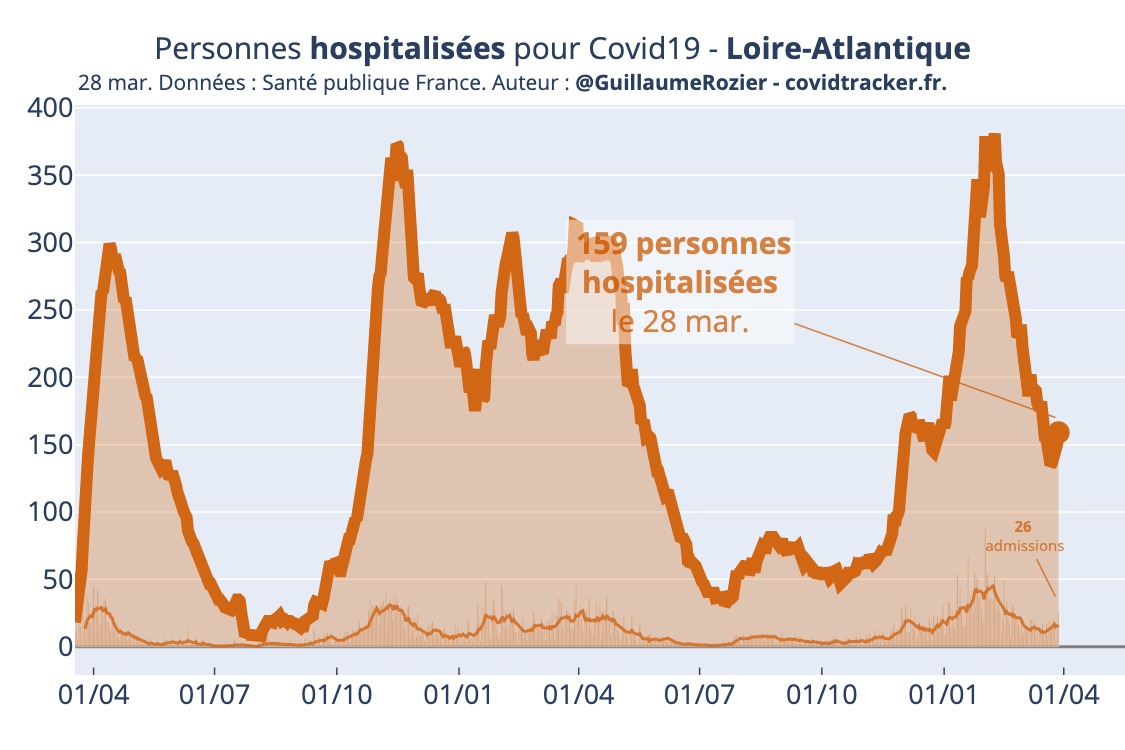 Personnes hospitalisées pour Covid19 - Loire-Atlantique
28 mar. Données : Santé publique France. Auteur : @GuillaumeRozier - covidtracker.fr.
400
350
300
250
200
150
100
50
0
159 personnes
hospitalisées
le 28 mar.
26
admissions
01/04 01/07 01/10 01/01 01/04 01/07 01/10 01/01 01/04